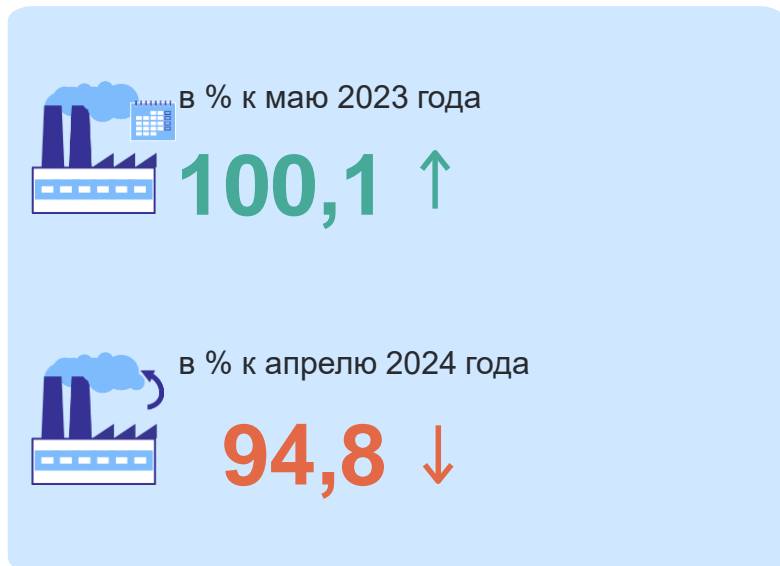 в % к маю 2023 года
100,1 ↑
в % к апрелю 2024 года
94,8 ↓